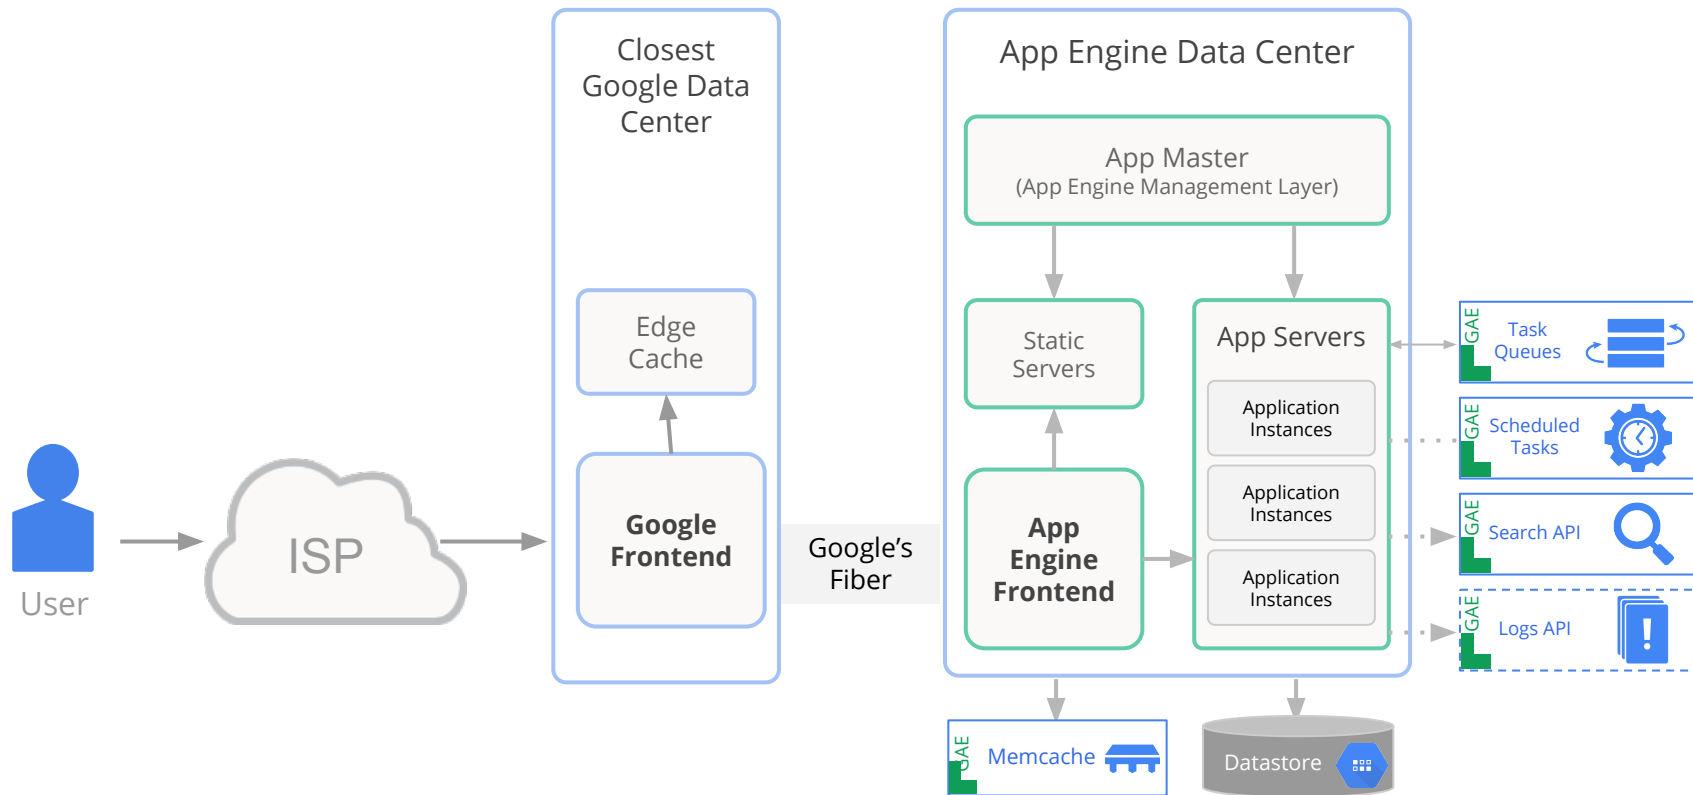 Closest
Google Data
Center
Edge
Cache
Google
Frontend
User
ISP
Google's
Fiber
App Engine Data Center
App Master
(App Engine Management Layer)
Static
Servers
App Servers
Application
Instances
Application
Instances
Application
Instances
App
Engine
Frontend
GAE
Task
Queues
GAE
Scheduled
Tasks
GAE
Search API
GAE
Logs API
!
GAE
Memcache
Datastore